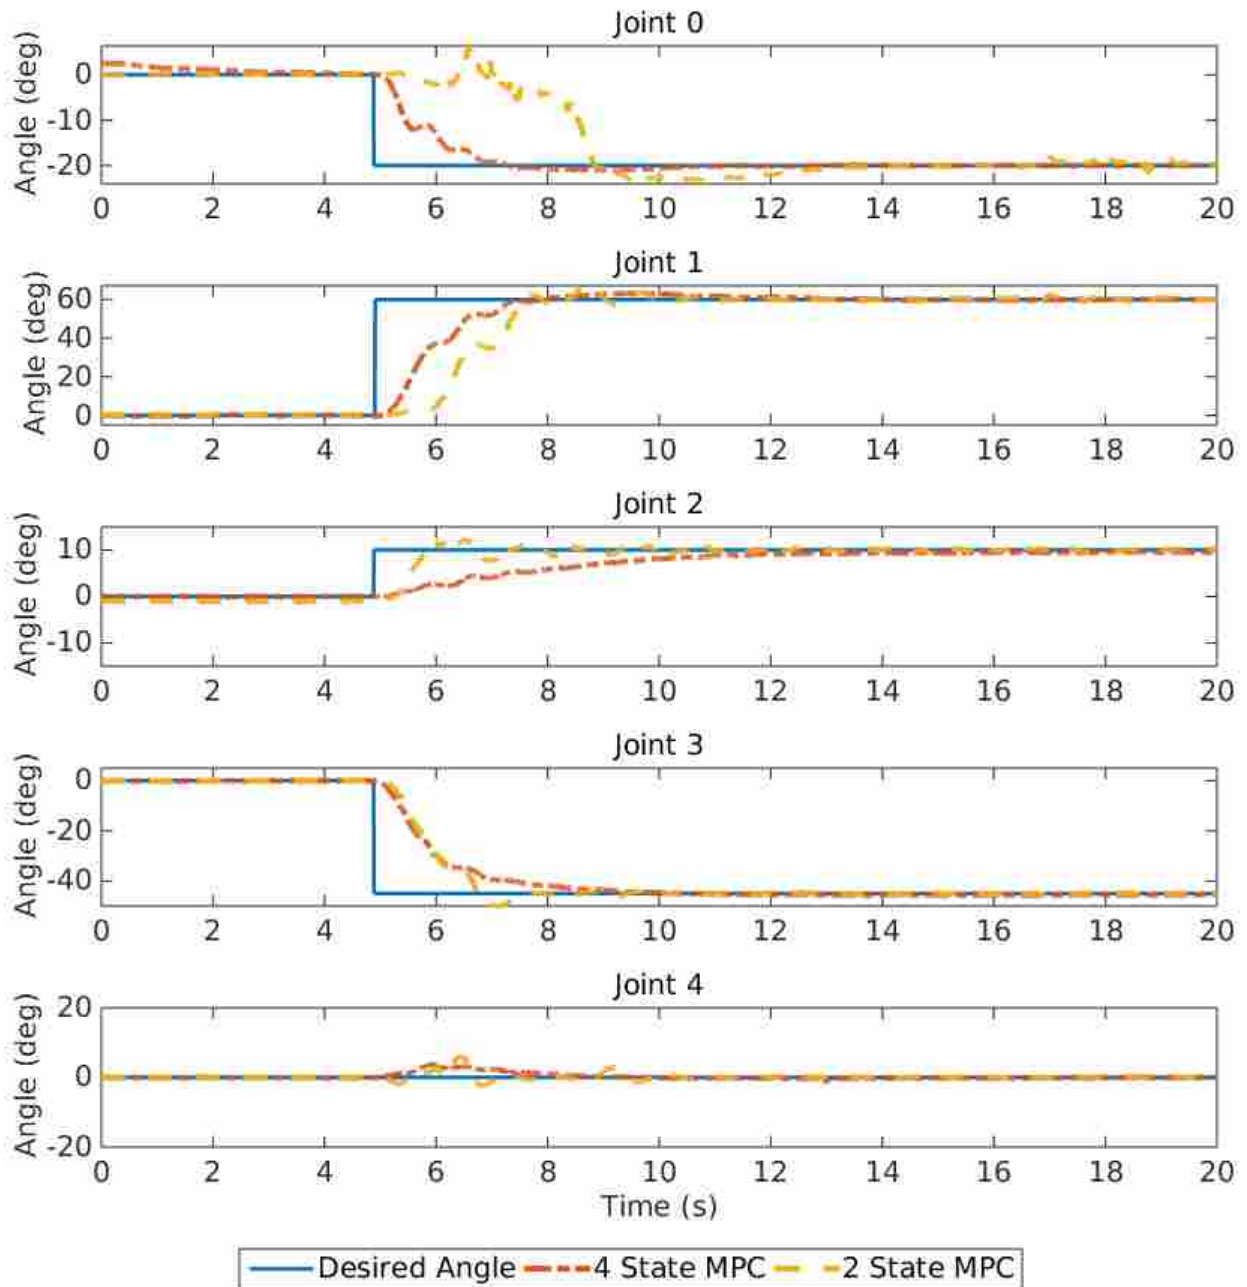 Joint 0
Angle (deg)
0
-10
-20
0 2 4 6 8 10 12 14 16 18 20
Joint 1
Angle (deg)
60
40
20
0
0 2 4 6 8 10 12 14 16 18 20
Joint 2
Angle (deg)
10
0
-10
0 2 4 6 8 10 12 14 16 18 20
Joint 3
Angle (deg)
0
-20
-40
0 2 4 6 8 10 12 14 16 18 20
Joint 4
Angle (deg)
20
0
-20
0 2 4 6 8 10 12 14 16 18 20
Time (s)
Desired Angle 4 State MPC 2 State MPC